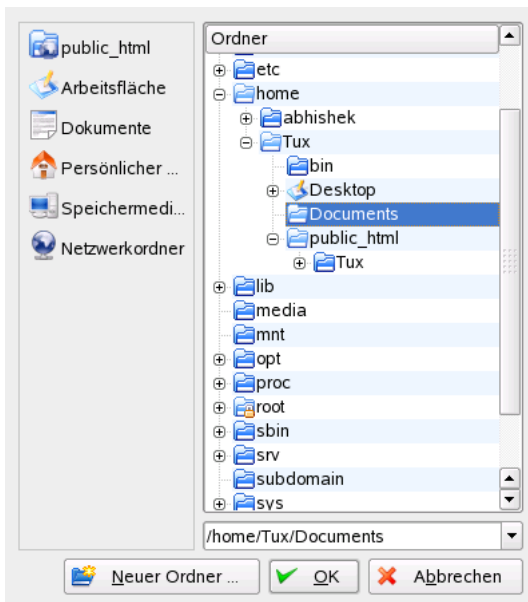 public_html
Arbeitsfläche
Dokumente
Persönlicher ...
Speichermedi...
Netzwerkordner
Ordner
etc
home
abhishek
Tux
bin
Desktop
Documents
public_html
Tux
lib
media
mnt
opt
proc
root
sbin
srv
subdomain
sys
/home/Tux/Documents
Neuer Ordner ...
OK
Abbrechen